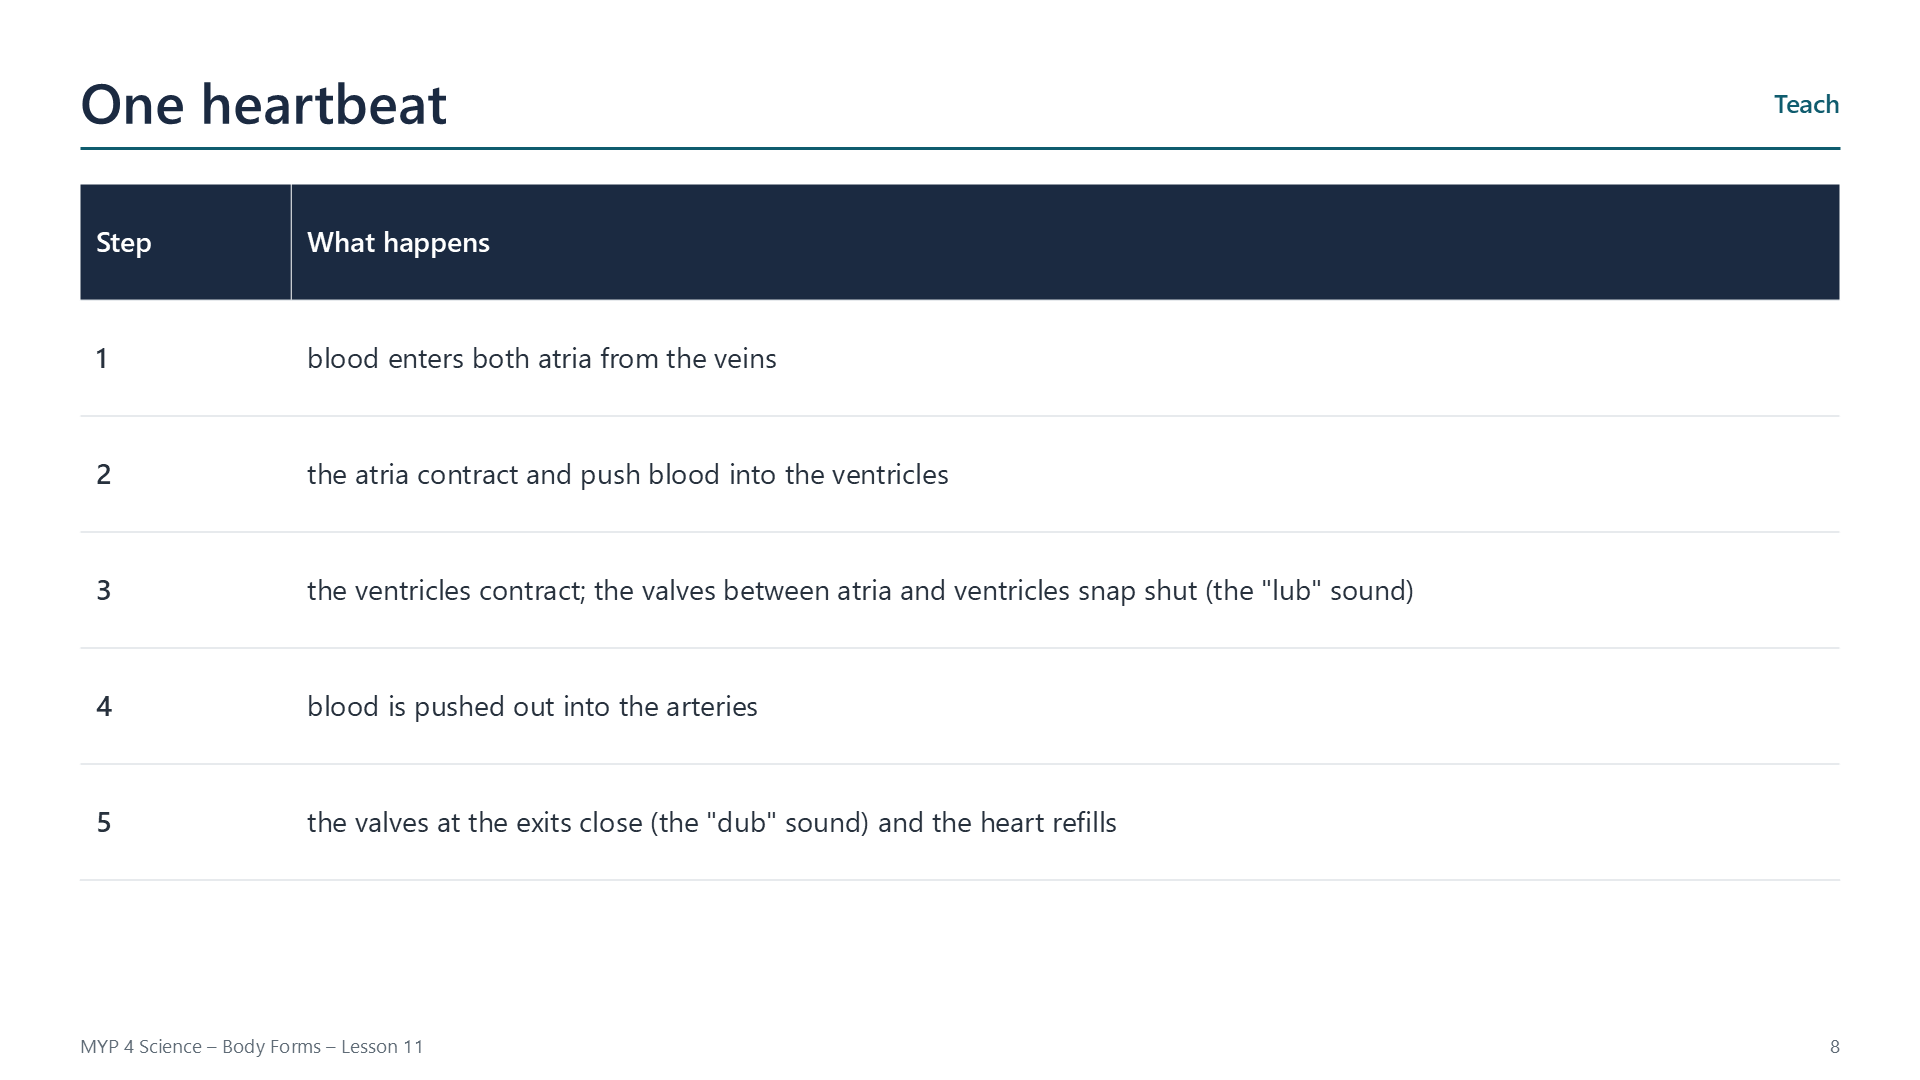 One heartbeat
Teach
Step What happens
1 blood enters both atria from the veins
2 the atria contract and push blood into the ventricles
3 the ventricles contract; the valves between atria and ventricles snap shut (the "lub" sound)
4 blood is pushed out into the arteries
5 the valves at the exits close (the "dub" sound) and the heart refills
MYP 4 Science – Body Forms – Lesson 11
8